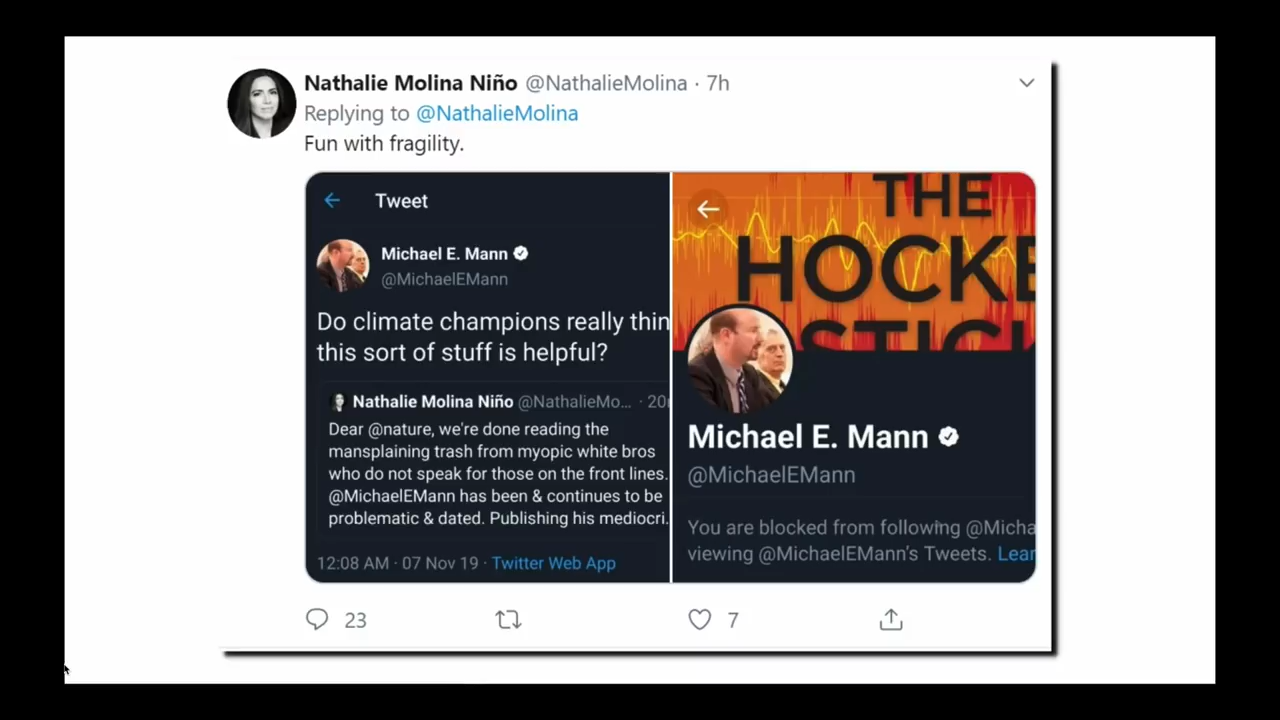 Nathalie Molina Niño @NathalieMolina · 7h
Replying to @NathalieMolina
Fun with fragility.
Tweet
Michael E. Mann
@MichaelEMann
Do climate champions really thin
this sort of stuff is helpful?
Nathalie Molina Niño @NathalieMo... · 20
Dear @nature, we're done reading the
mansplaining trash from myopic white bros
who do not speak for those on the front lines.
@MichaelEMann has been & continues to be
problematic & dated. Publishing his mediocri.
12:08 AM · 07 Nov 19 · Twitter Web App
THE
HOCKE
STIC
Michael E. Mann
@MichaelEMann
You are blocked from following @Micha
viewing @MichaelEMann's Tweets. Lear
23
7